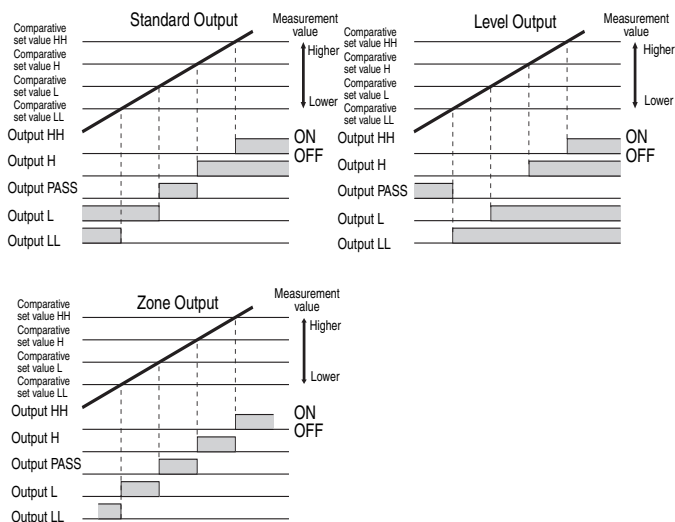 Standard Output
Measurement
value
Comparative
set value HH
Comparative
set value H
Comparative
set value L
Comparative
set value LL
Higher
Lower
Output HH
Output H
Output PASS
Output L
Output LL
ON
OFF
Level Output
Measurement
value
Comparative
set value HH
Comparative
set value H
Comparative
set value L
Comparative
set value LL
Higher
Lower
Output HH
Output H
Output PASS
Output L
Output LL
ON
OFF
Zone Output
Measurement
value
Comparative
set value HH
Comparative
set value H
Comparative
set value L
Comparative
set value LL
Higher
Lower
Output HH
Output H
Output PASS
Output L
Output LL
ON
OFF